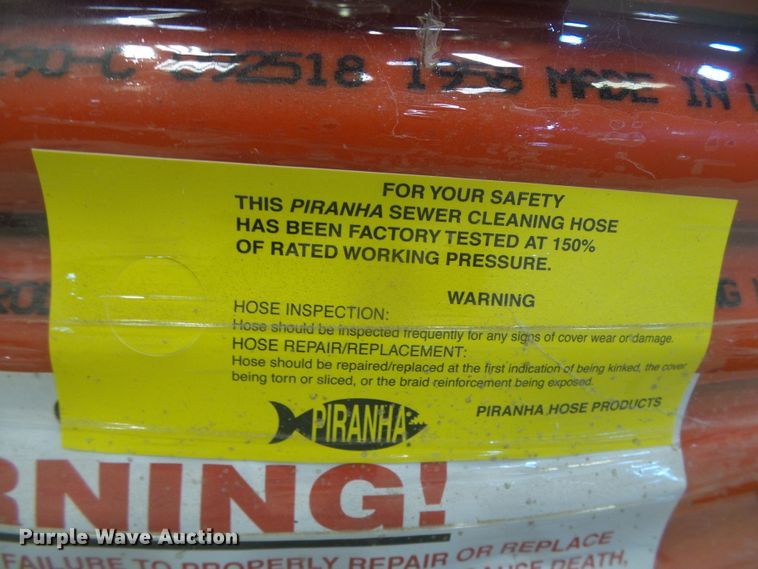 290-C 092518 1958 MADE IN
FOR YOUR SAFETY
THIS PIRANHA SEWER CLEANING HOSE
HAS BEEN FACTORY TESTED AT 150%
OF RATED WORKING PRESSURE.
WARNING
HOSE INSPECTION:
Hose should be inspected frequently for any signs of cover wear or damage.
HOSE REPAIR/REPLACEMENT:
Hose should be repaired/replaced at the first indication of being kinked, the cover
being torn or sliced, or the braid reinforcement being exposed.
PIRANHA
PIRANHA HOSE PRODUCTS
RNING!
Purple Wave Auction
FAILURE TO PROPERLY REPAIR OR REPLACE
DEATH,